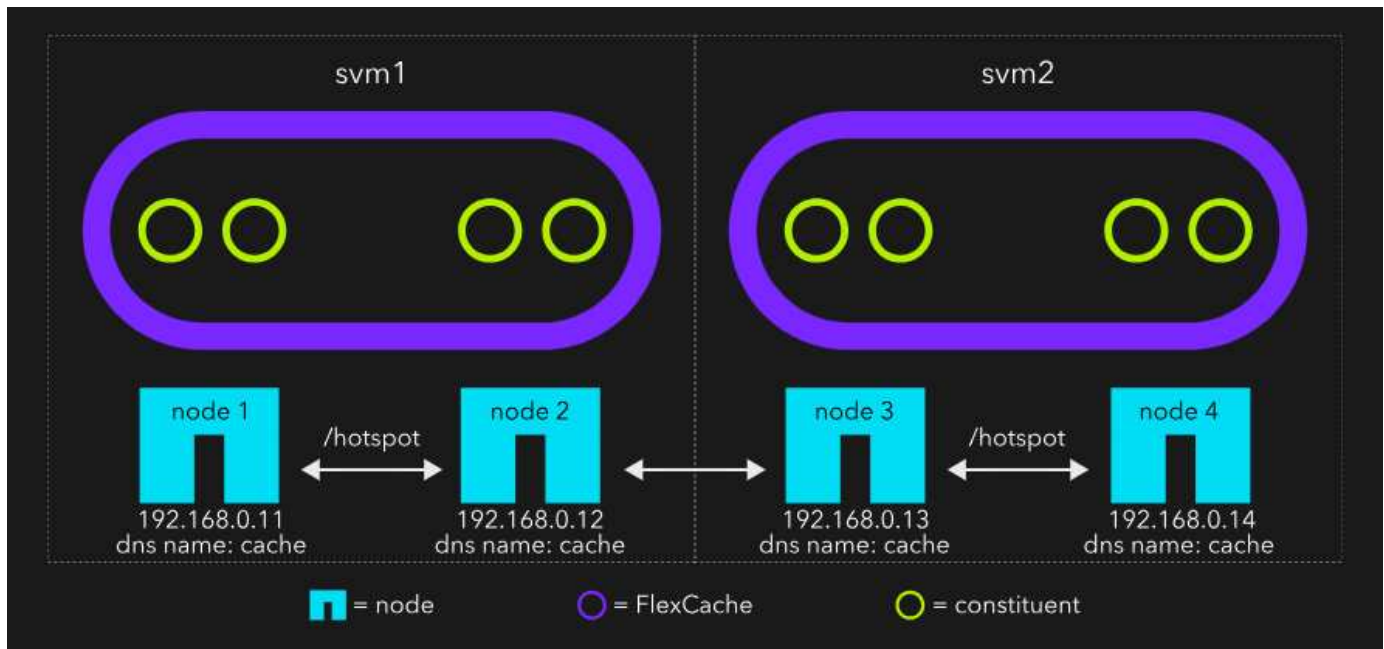 svm1
svm2
node 1
node 2
node 3
node 4
/hotspot
/hotspot
192.168.0.11
dns name: cache
192.168.0.12
dns name: cache
192.168.0.13
dns name: cache
192.168.0.14
dns name: cache
= node
= FlexCache
= constituent